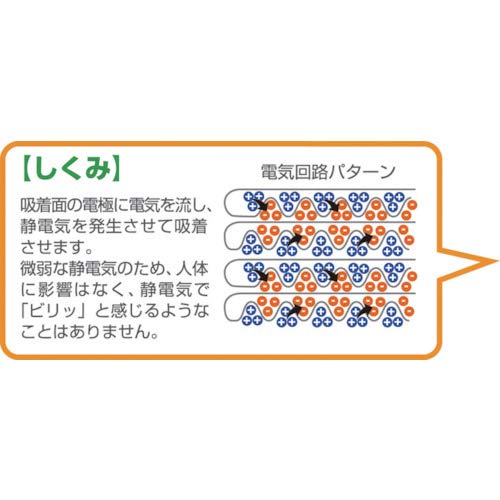 【しくみ】
電気回路パターン
吸着面の電極に電気を流し、
静電気を発生させて吸着
させます。
微弱な静電気のため、人体
に影響はなく、静電気で
「ビリッ」と感じるような
ことはありません。